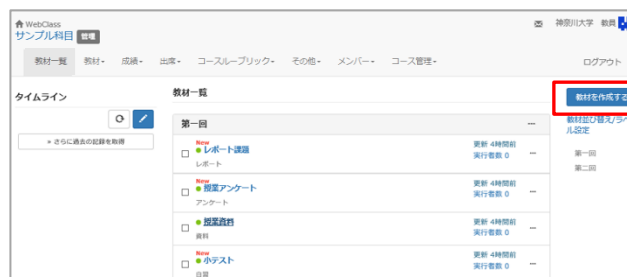 WebClass
神奈川大学 教員
サンプル科目 管理
教材一覧 教材 成績 出席 コースルーブリック その他 メンバー コース管理 ログアウト
タイムライン
» さらに過去の記録を取得
教材一覧
第一回 ...
New
レポート課題
レポート
更新 4時間前
実行者数 0 ...
New
授業アンケート
アンケート
更新 4時間前
実行者数 0 ...
授業資料
資料
更新 4時間前
実行者数 0 ...
New
小テスト
自習
更新 4時間前
実行者数 0 ...
教材を作成する
教材並び替え/ラベ
ル設定
第一回
第二回